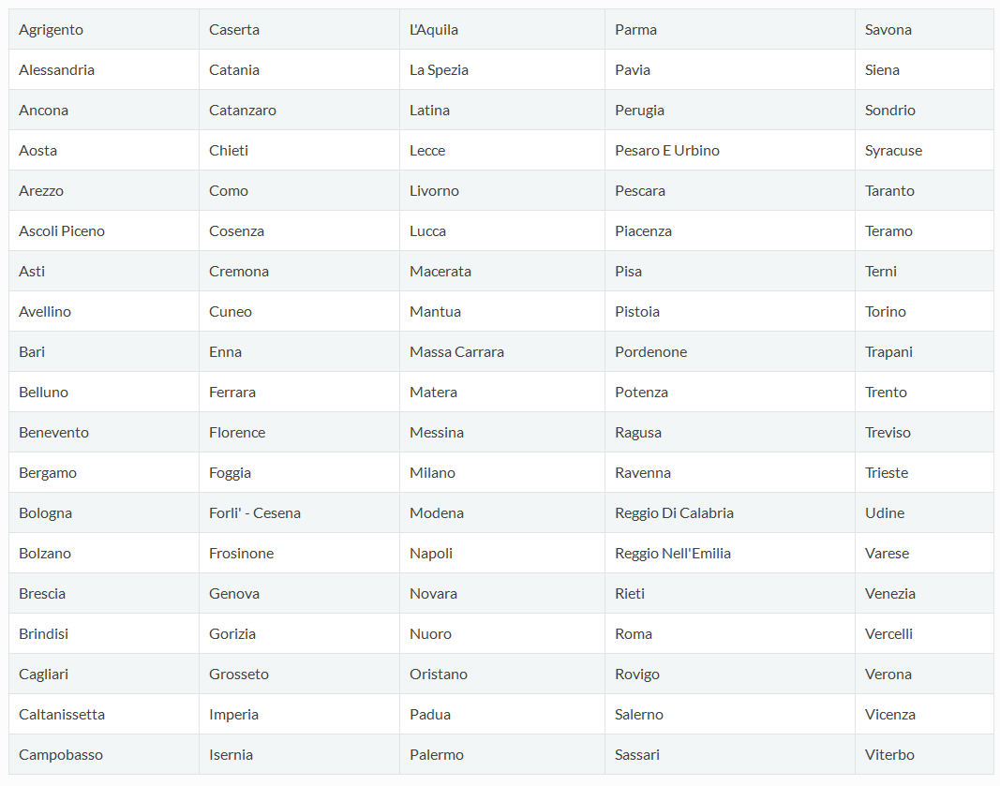 Agrigento Caserta L'Aquila Parma Savona
Alessandria Catania La Spezia Pavia Siena
Ancona Catanzaro Latina Perugia Sondrio
Aosta Chieti Lecce Pesaro E Urbino Syracuse
Arezzo Como Livorno Pescara Taranto
Ascoli Piceno Cosenza Lucca Piacenza Teramo
Asti Cremona Macerata Pisa Terni
Avellino Cuneo Mantua Pistoia Torino
Bari Enna Massa Carrara Pordenone Trapani
Belluno Ferrara Matera Potenza Trento
Benevento Florence Messina Ragusa Treviso
Bergamo Foggia Milano Ravenna Trieste
Bologna Forli' - Cesena Modena Reggio Di Calabria Udine
Bolzano Frosinone Napoli Reggio Nell'Emilia Varese
Brescia Genova Novara Rieti Venezia
Brindisi Gorizia Nuoro Roma Vercelli
Cagliari Grosseto Oristano Rovigo Verona
Caltanissetta Imperia Padua Salerno Vicenza
Campobasso Isernia Palermo Sassari Viterbo